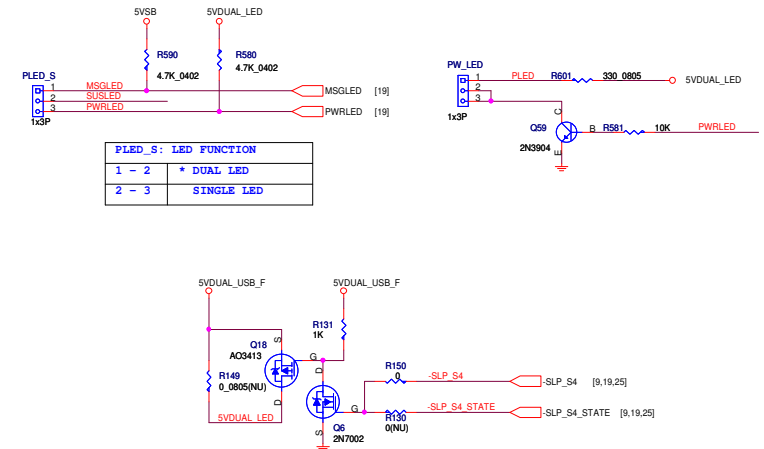 5VSB 5VDUAL_LED
R590 R580
4.7K_0402 4.7K_0402
PLED_S
1 MSGLED MSGLED [19]
2 SUSLED
3 PWRLED PWRLED [19]
1x3P
PW_LED
1 PLED R601 330_0805 5VDUAL_LED
2
3
1x3P
C
Q59 B R581 10K PWRLED
2N3904
E
PLED_S: LED FUNCTION
1 - 2 * DUAL LED
2 - 3 SINGLE LED
5VDUAL_USB_F 5VDUAL_USB_F
R131
1K
S
Q18
AO3413
G
D
R149
0_0805(NU)
D
5VDUAL_LED
R150
0
-SLP_S4 -SLP_S4 [9,19,25]
G
-SLP_S4_STATE -SLP_S4_STATE [9,19,25]
R130
0(NU)
S
Q6
2N7002